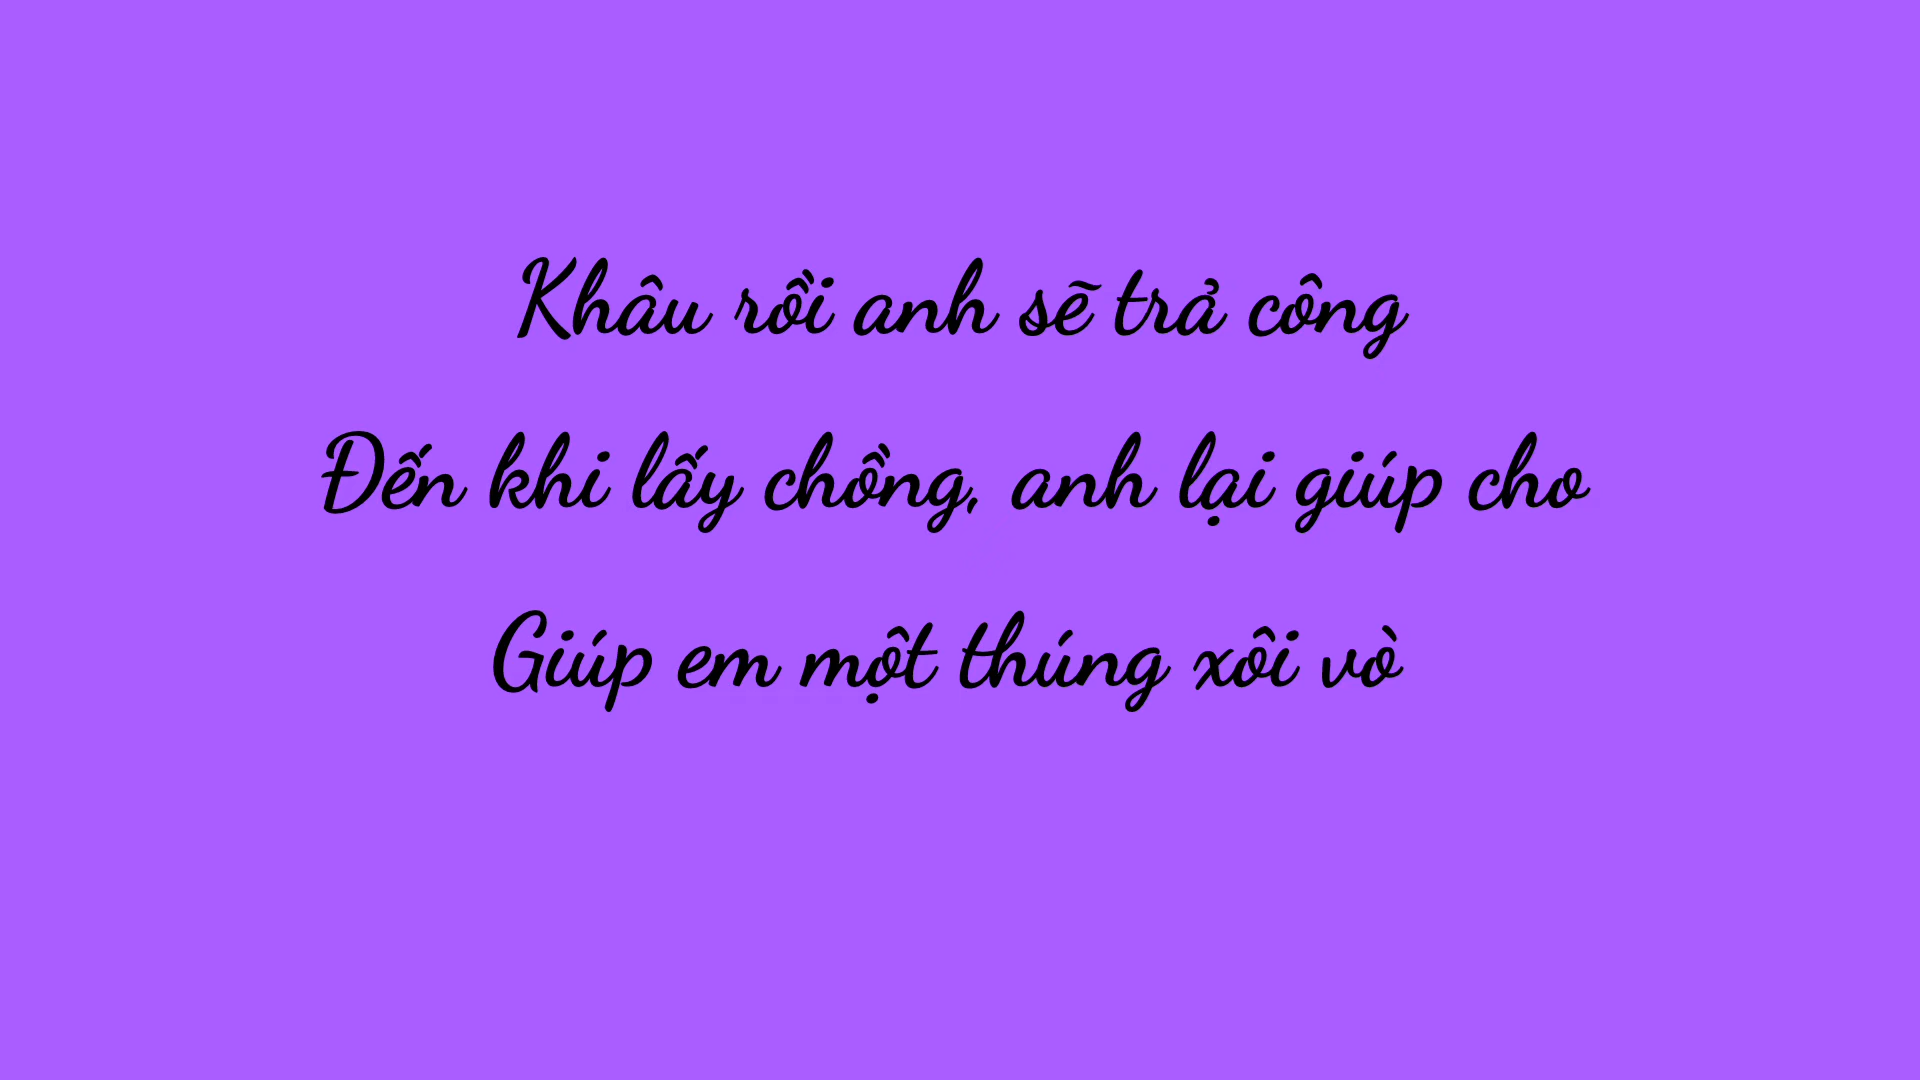 Khâu rồi anh sẽ trả công
Đến khi lấy chồng, anh lại giúp cho
Giúp em một thúng xôi vò